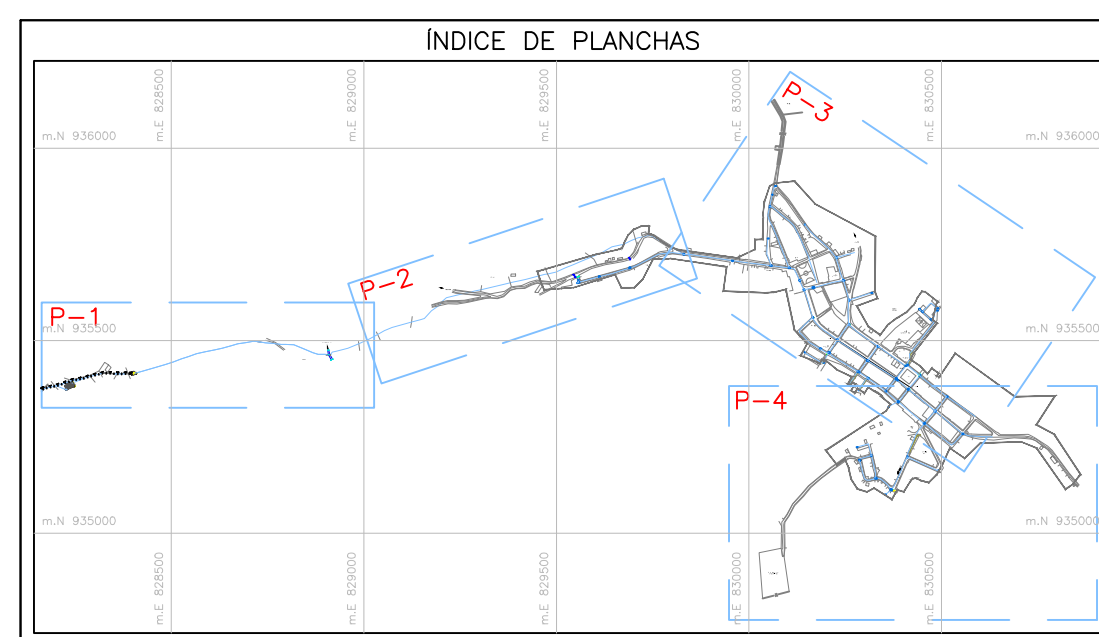 ÍNDICE DE PLANCHAS
m.E 828500
m.E 829000
m.E 829500
m.E 830000
m.E 830500
P-3
m.N 936000
m.N 936000
P-2
P-1
m.N 935500
m.N 935500
P-4
m.N 935000
m.N 935000
m.E 828500
m.E 829000
m.E 829500
m.E 830000
m.E 830500